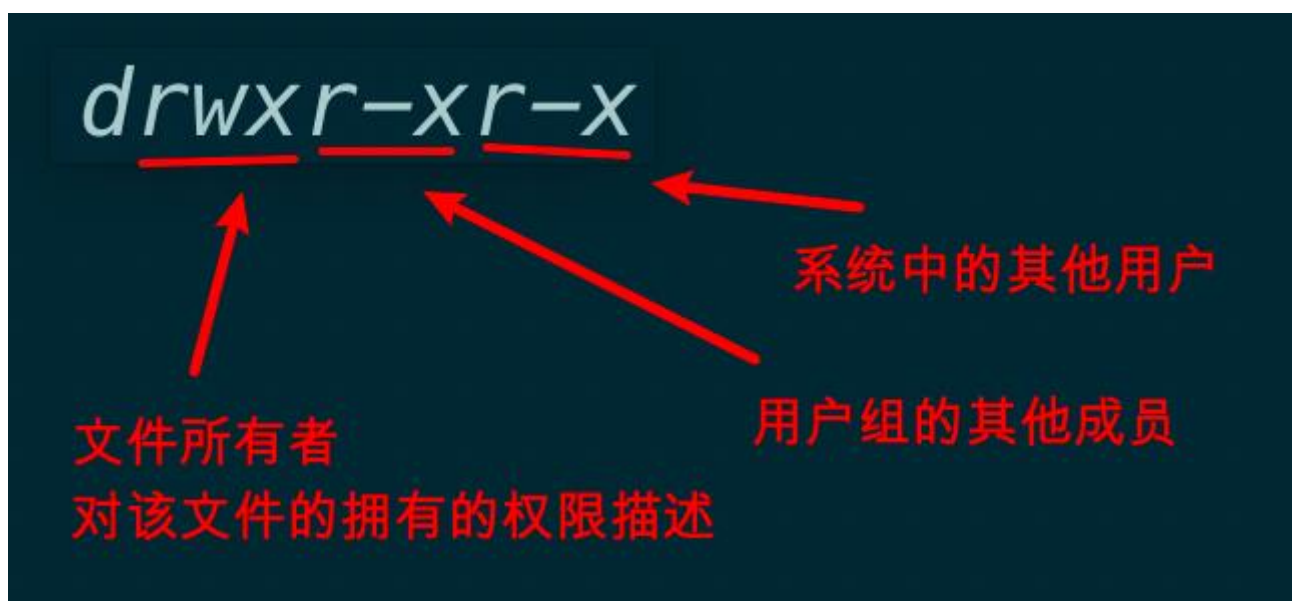 drwxr-xr-x
系统中的其他用户
用户组的其他成员
文件所有者
对该文件的拥有的权限描述